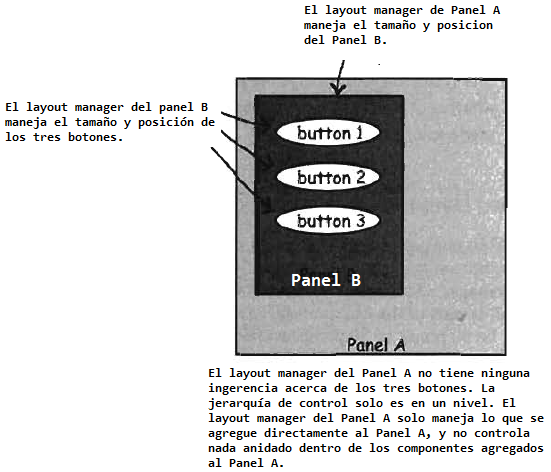 El layout manager de Panel A
maneja el tamaño y posicion
del Panel B.
El layout manager del panel B
maneja el tamaño y posición de
los tres botones.
button 1
button 2
button 3
Panel B
Panel A
El layout manager del Panel A no tiene ninguna
ingerencia acerca de los tres botones. La
jerarquía de control solo es en un nivel. El
layout manager del Panel A solo maneja lo que se
agregue directamente al Panel A, y no controla
nada anidado dentro de los componentes agregados
al Panel A.